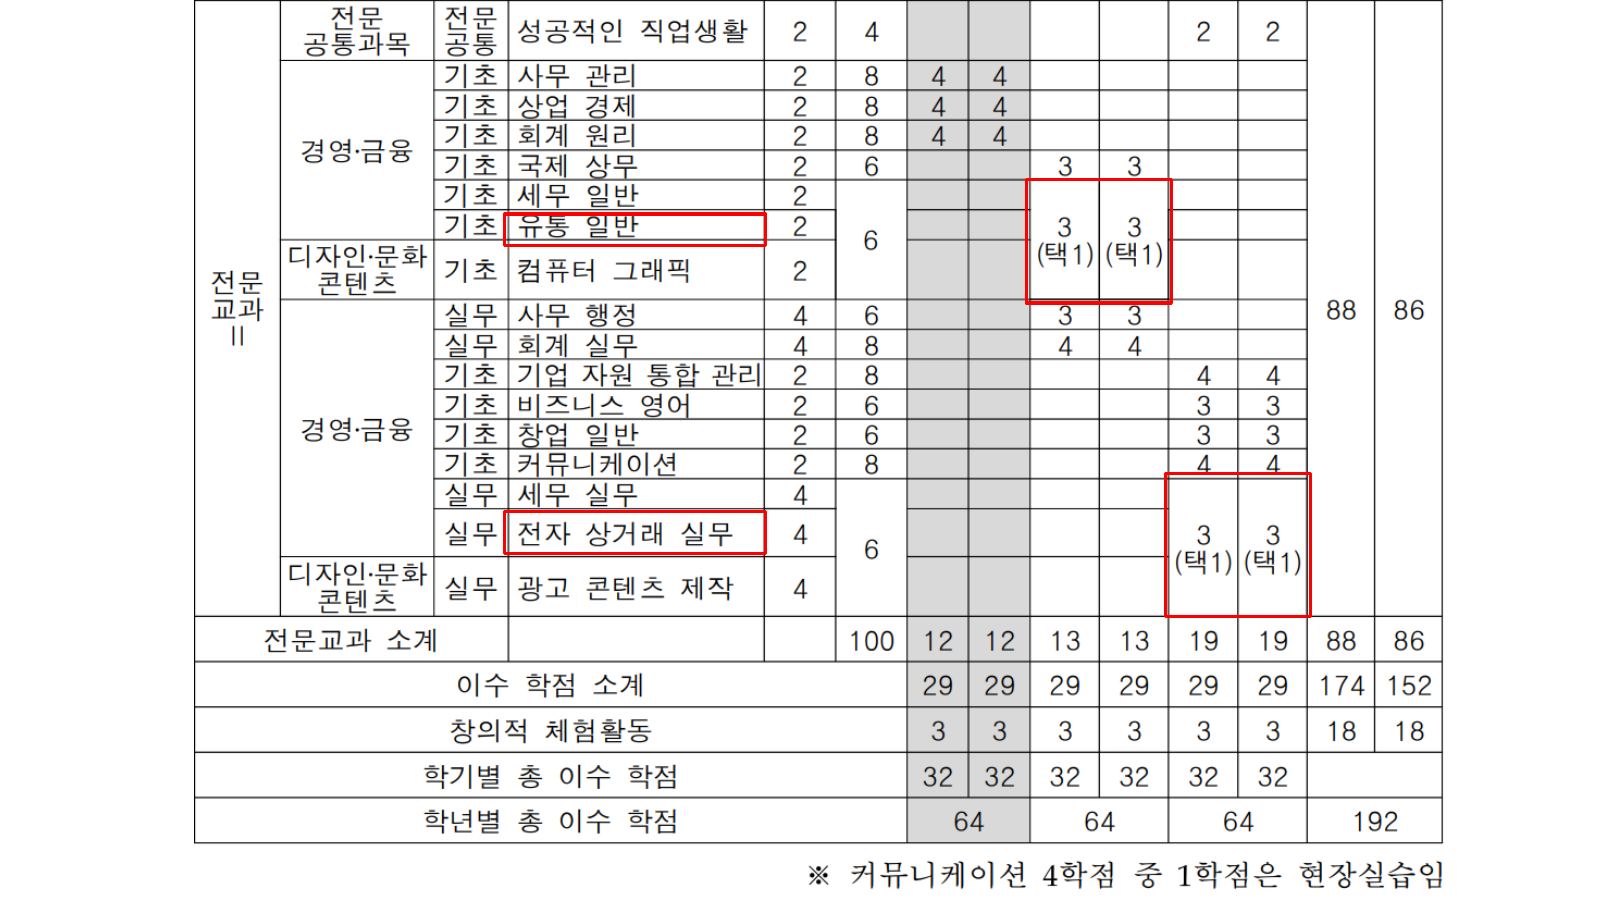 전문
교과
Ⅱ
전문
공통과목
전문
공통
성공적인 직업생활 2 4 2 2
경영·금융
기초 사무 관리 2 8 4 4
기초 상업 경제 2 8 4 4
기초 회계 원리 2 8 4 4
기초 국제 상무 2 6 3 3
기초 세무 일반 2
기초 유통 일반 2
디자인·문화
콘텐츠
기초 컴퓨터 그래픽 2
6
3
(택1)
3
(택1)
경영·금융
실무 사무 행정 4 6 3 3
실무 회계 실무 4 8 4 4
기초 기업 자원 통합 관리 2 8 4 4
기초 비즈니스 영어 2 6 3 3
기초 창업 일반 2 6 3 3
기초 커뮤니케이션 2 8 4 4
실무 세무 실무 4
실무 전자 상거래 실무 4
디자인·문화
콘텐츠
실무 광고 콘텐츠 제작 4
6
3
(택1)
3
(택1)
88 86
전문교과 소계 100 12 12 13 13 19 19 88 86
이수 학점 소계 29 29 29 29 29 29 174 152
창의적 체험활동 3 3 3 3 3 3 18 18
학기별 총 이수 학점 32 32 32 32 32 32
학년별 총 이수 학점 64 64 64 192
※ 커뮤니케이션 4학점 중 1학점은 현장실습임